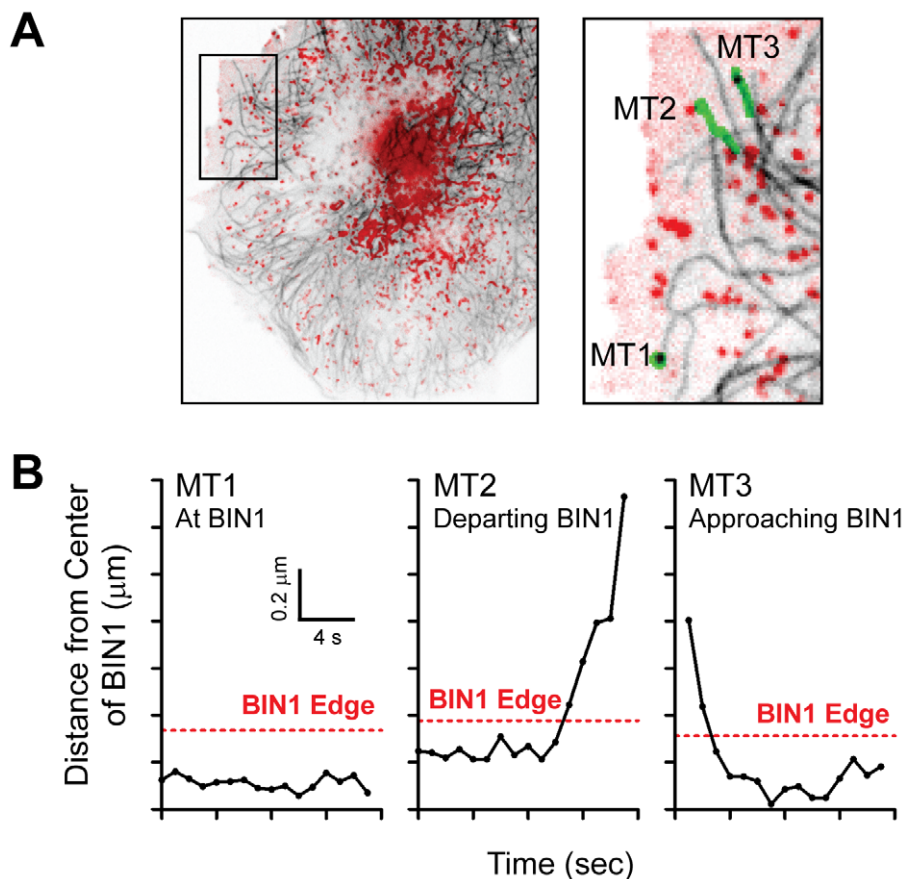 A
MT3
MT2
MT1
B
MT1
At BIN1
MT2
Departing BIN1
MT3
Approaching BIN1
Distance from Center
of BIN1 (μm)
0.2 μm
4 s
BIN1 Edge
BIN1 Edge
BIN1 Edge
Time (sec)